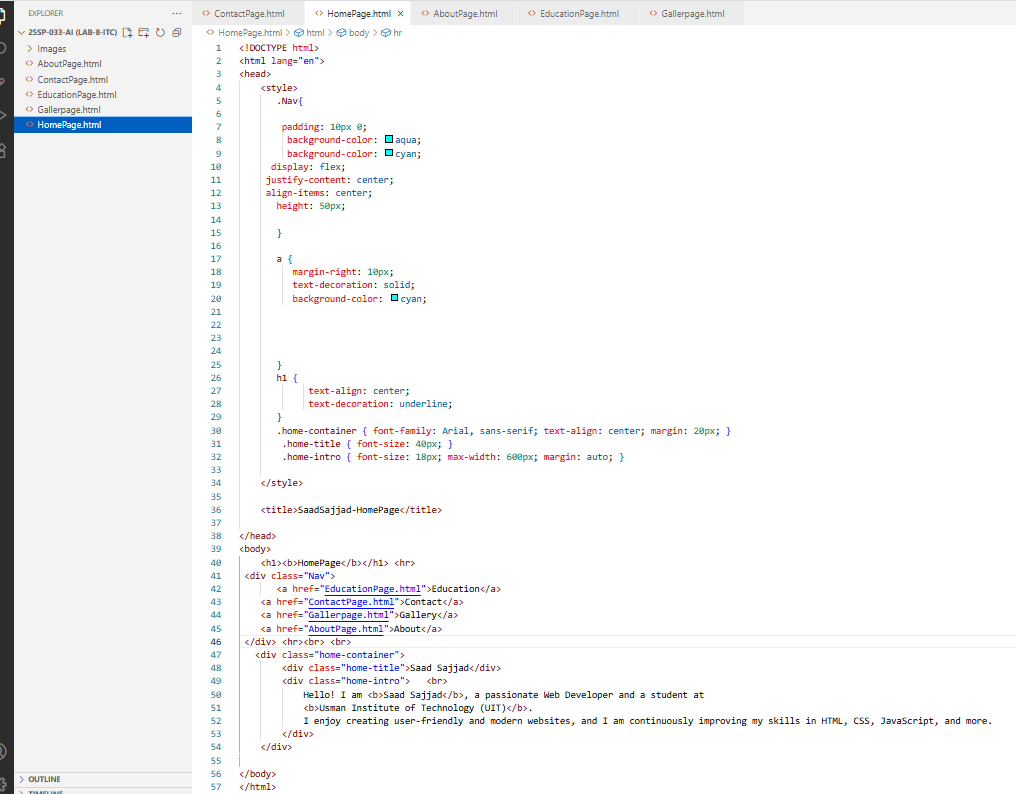 EXPLORER
25SP-033-AI (LAB-8-ITC)
Images
AboutPage.html
ContactPage.html
EducationPage.html
Gallerpage.html
HomePage.html
OUTLINE
TIMELINE
ContactPage.html HomePage.html AboutPage.html EducationPage.html Gallerpage.html
HomePage.html > html > body > hr
1 <!DOCTYPE html>
2 <html lang="en">
3 <head>
4 <style>
5 .Nav{
6
7 padding: 10px 0;
8 background-color: aqua;
9 background-color: cyan;
10 display: flex;
11 justify-content: center;
12 align-items: center;
13 height: 50px;
14
15 }
16
17 a {
18 margin-right: 10px;
19 text-decoration: solid;
20 background-color: cyan;
21
22
23
24
25 }
26 h1 {
27 text-align: center;
28 text-decoration: underline;
29 }
30 .home-container { font-family: Arial, sans-serif; text-align: center; margin: 20px; }
31 .home-title { font-size: 40px; }
32 .home-intro { font-size: 18px; max-width: 600px; margin: auto; }
33
34 </style>
35
36 <title>SaadSajjad-HomePage</title>
37
38 </head>
39 <body>
40 <h1><b>HomePage</b></h1> <hr>
41 <div class="Nav">
42 <a href="EducationPage.html">Education</a>
43 <a href="ContactPage.html">Contact</a>
44 <a href="Gallerpage.html">Gallery</a>
45 <a href="AboutPage.html">About</a>
46 </div> <hr><br> <br>
47 <div class="home-container">
48 <div class="home-title">Saad Sajjad</div>
49 <div class="home-intro"> <br>
50 Hello! I am <b>Saad Sajjad</b>, a passionate Web Developer and a student at
51 <b>Usman Institute of Technology (UIT)</b>.
52 I enjoy creating user-friendly and modern websites, and I am continuously improving my skills in HTML, CSS, JavaScript, and more.
53 </div>
54 </div>
55
56 </body>
57 </html>